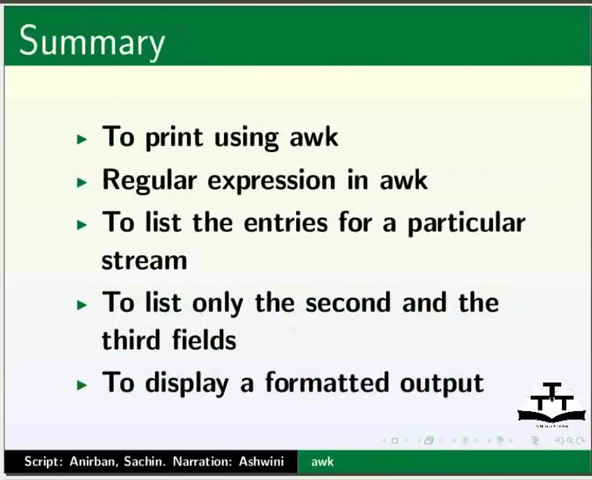 Summary
To print using awk
Regular expression in awk
To list the entries for a particular
stream
To list only the second and the
third fields
To display a formatted output
Script: Anirban, Sachin. Narration: Ashwini
awk